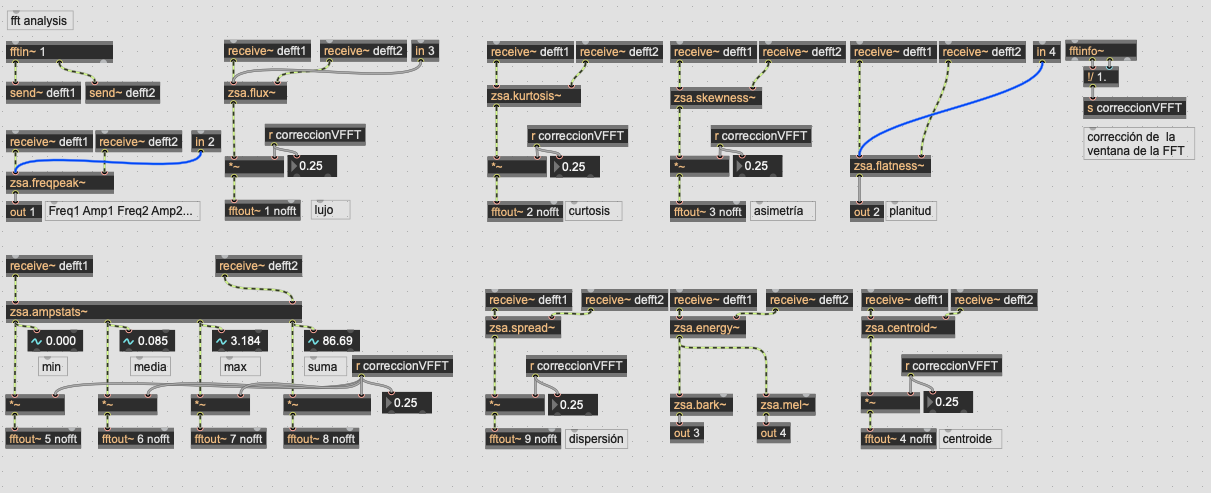 fft analysis
fftin~ 1
send~ defft1
send~ defft2
receive~ defft1
receive~ defft2
in 2
zsa.freqpeak~
out 1
Freq1 Amp1 Freq2 Amp2...
receive~ defft1
receive~ defft2
in 3
zsa.flux~
r correccionVFFT
*~
0.25
fftout~ 1 nofft
lujo
receive~ defft1
receive~ defft2
zsa.kurtosis~
r correccionVFFT
*~
0.25
fftout~ 2 nofft
curtosis
receive~ defft1
receive~ defft2
zsa.skewness~
r correccionVFFT
*~
0.25
fftout~ 3 nofft
asimetría
receive~ defft1
receive~ defft2
in 4
zsa.flatness~
out 2
planitud
fftinfo~
!/ 1.
s correccionVFFT
corrección de la
ventana de la FFT
receive~ defft1
receive~ defft2
zsa.ampstats~
0.000
0.085
3.184
86.69
min
media
max
suma
r correccionVFFT
*~
*~
*~
*~
0.25
fftout~ 5 nofft
fftout~ 6 nofft
fftout~ 7 nofft
fftout~ 8 nofft
receive~ defft1
receive~ defft2
zsa.spread~
r correccionVFFT
*~
0.25
fftout~ 9 nofft
dispersión
receive~ defft1
receive~ defft2
zsa.energy~
zsa.bark~
zsa.mel~
out 3
out 4
receive~ defft1
receive~ defft2
zsa.centroid~
r correccionVFFT
*~
0.25
fftout~ 4 nofft
centroide